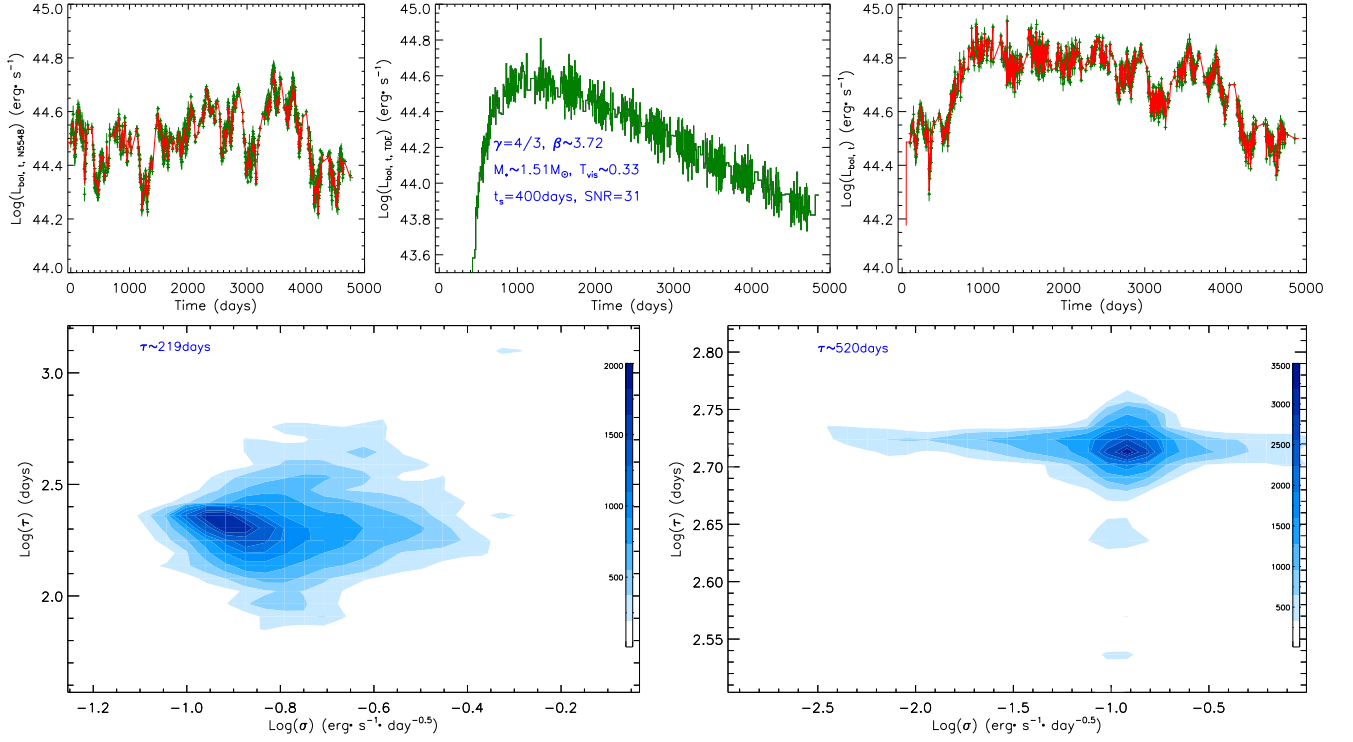 45.0
44.8
44.6
44.4
44.2
44.0
Log(L_bol, t, N5548) (erg· s⁻¹)
0 1000 2000 3000 4000 5000
Time (days)
45.0
44.8
44.6
44.4
44.2
44.0
43.8
43.6
Log(L_bol, t, TDE) (erg· s⁻¹)
γ=4/3, β~3.72
M⋆~1.51M☉, T_vis~0.33
t_s=400days, SNR=31
0 1000 2000 3000 4000 5000
Time (days)
45.0
44.8
44.6
44.4
44.2
44.0
Log(L_bol, t) (erg· s⁻¹)
0 1000 2000 3000 4000 5000
Time (days)
τ~219days
3.0
2.5
2.0
Log(τ) (days)
2000
1500
1000
500
-1.2 -1.0 -0.8 -0.6 -0.4 -0.2
Log(σ) (erg· s⁻¹· day⁻⁰·⁵)
τ~520days
2.80
2.75
2.70
2.65
2.60
2.55
Log(τ) (days)
3500
3000
2500
2000
1500
1000
500
-2.5 -2.0 -1.5 -1.0 -0.5
Log(σ) (erg· s⁻¹· day⁻⁰·⁵)